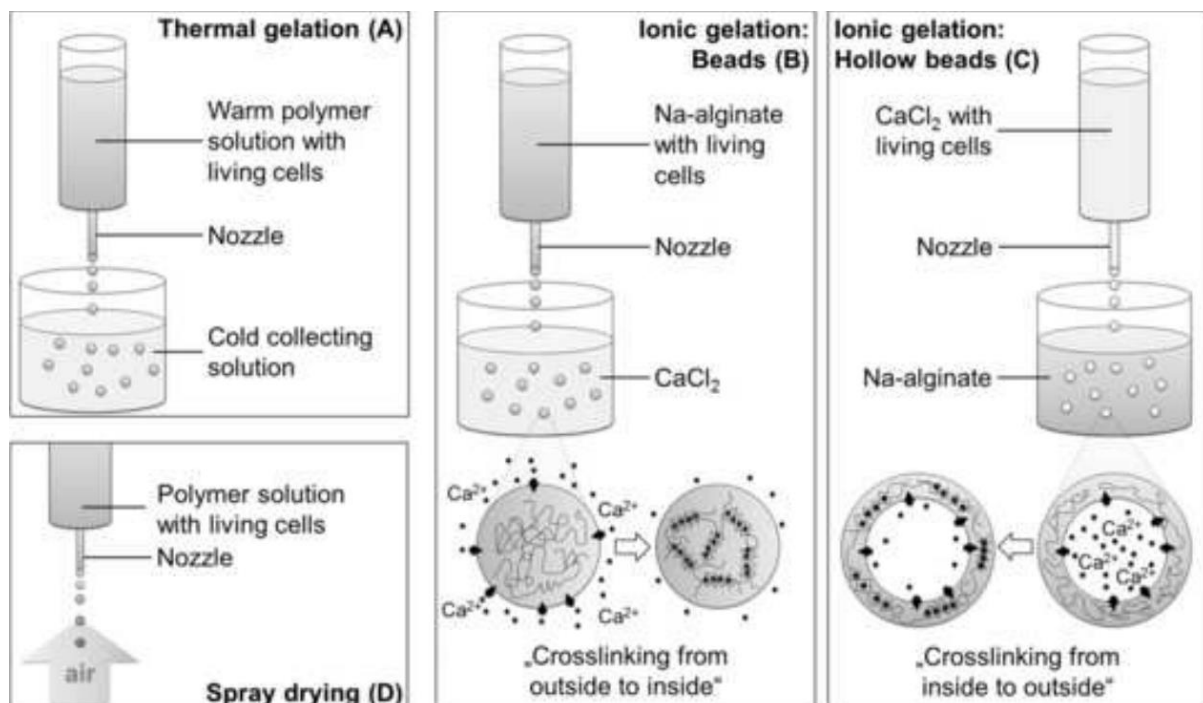 Thermal gelation (A)
Warm polymer
solution with
living cells
Nozzle
Cold collecting
solution
Polymer solution
with living cells
Nozzle
air
Spray drying (D)
Ionic gelation:
Beads (B)
Na-alginate
with living
cells
Nozzle
CaCl₂
Ca²⁺
Ca²⁺
Ca²⁺
Ca²⁺
„Crosslinking from
outside to inside“
Ionic gelation:
Hollow beads (C)
CaCl₂ with
living cells
Nozzle
Na-alginate
Ca²⁺
Ca²⁺
Ca²⁺
„Crosslinking from
inside to outside“